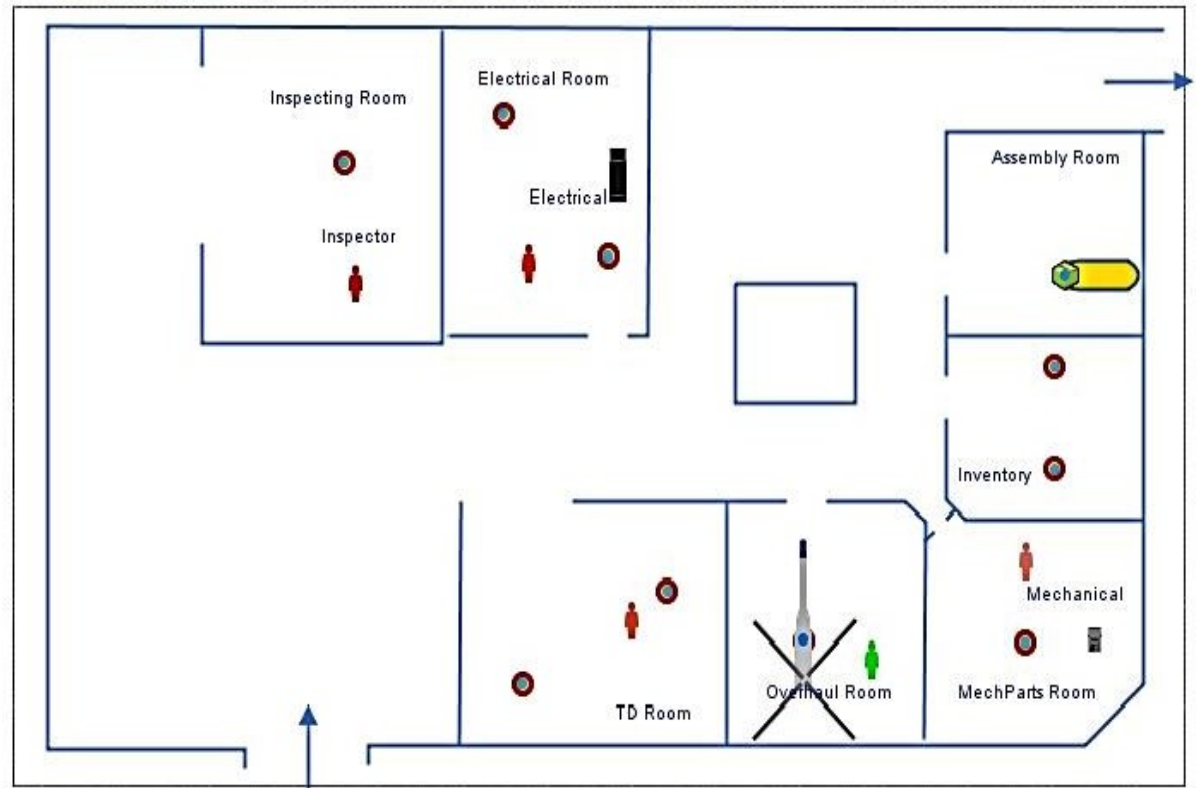 Electrical Room
Inspecting Room
Assembly Room
Electrical
Inspector
Inventory
Mechanical
Overhaul Room
MechParts Room
TD Room